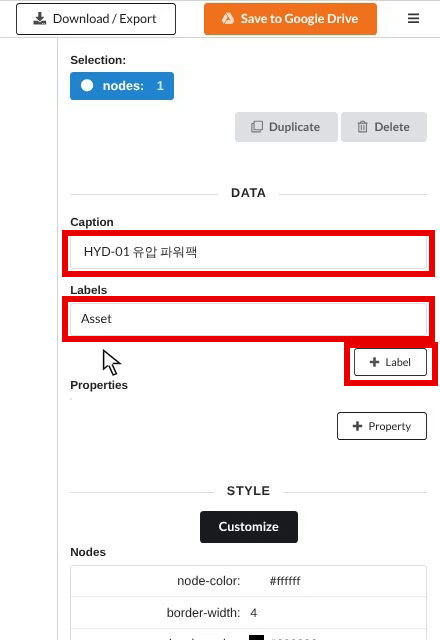 Download / Export
Save to Google Drive
Selection:
nodes: 1
Duplicate
Delete
DATA
Caption
HYD-01 유압 파워팩
Labels
Asset
Label
Properties
Property
STYLE
Customize
Nodes
node-color: #ffffff
border-width: 4